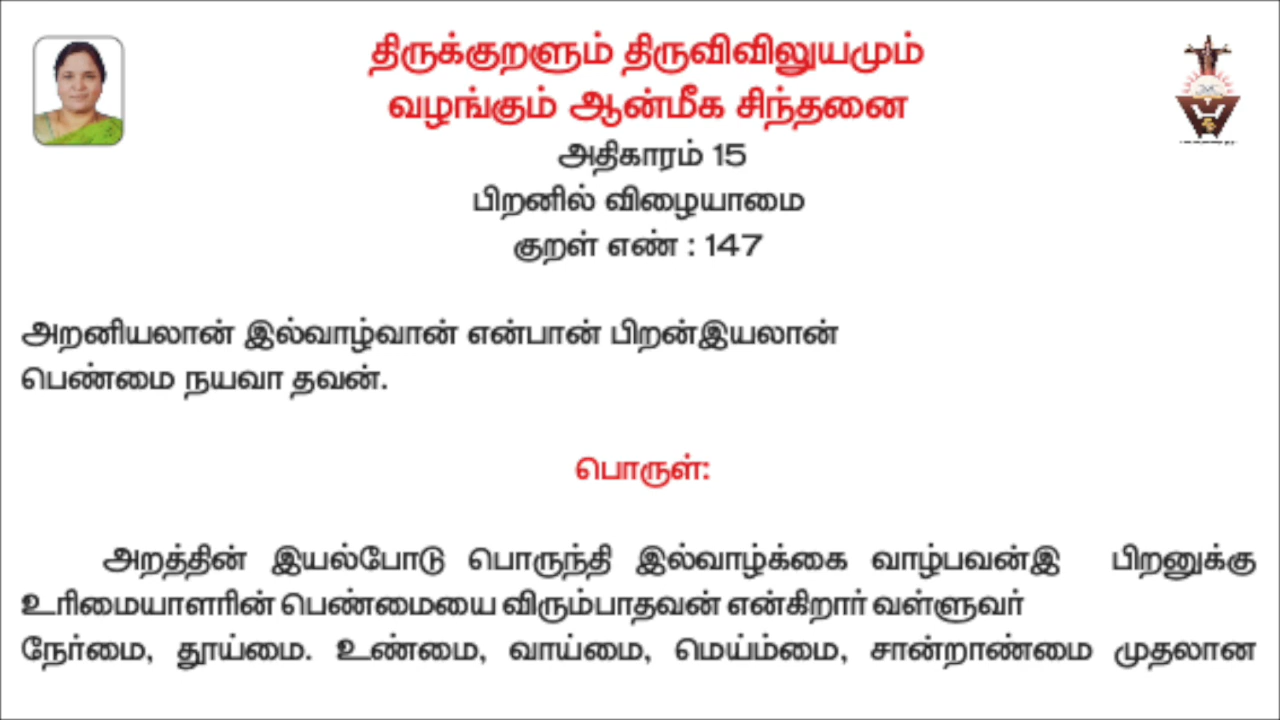 திருக்குறளும் திருவிவிலுயமும்
வழங்கும் ஆன்மீக சிந்தனை
அதிகாரம் 15
பிறனில் விழையாமை
குறள் எண் : 147
அறனியலான் இல்வாழ்வான் என்பான் பிறன்இயலான்
பெண்மை நயவா தவன்.
பொருள்:
அறத்தின் இயல்போடு பொருந்தி இல்வாழ்க்கை வாழ்பவன்இ பிறனுக்கு
உரிமையாளரின் பெண்மையை விரும்பாதவன் என்கிறார் வள்ளுவர்
நேர்மை, தூய்மை. உண்மை, வாய்மை, மெய்ம்மை, சான்றாண்மை முதலான